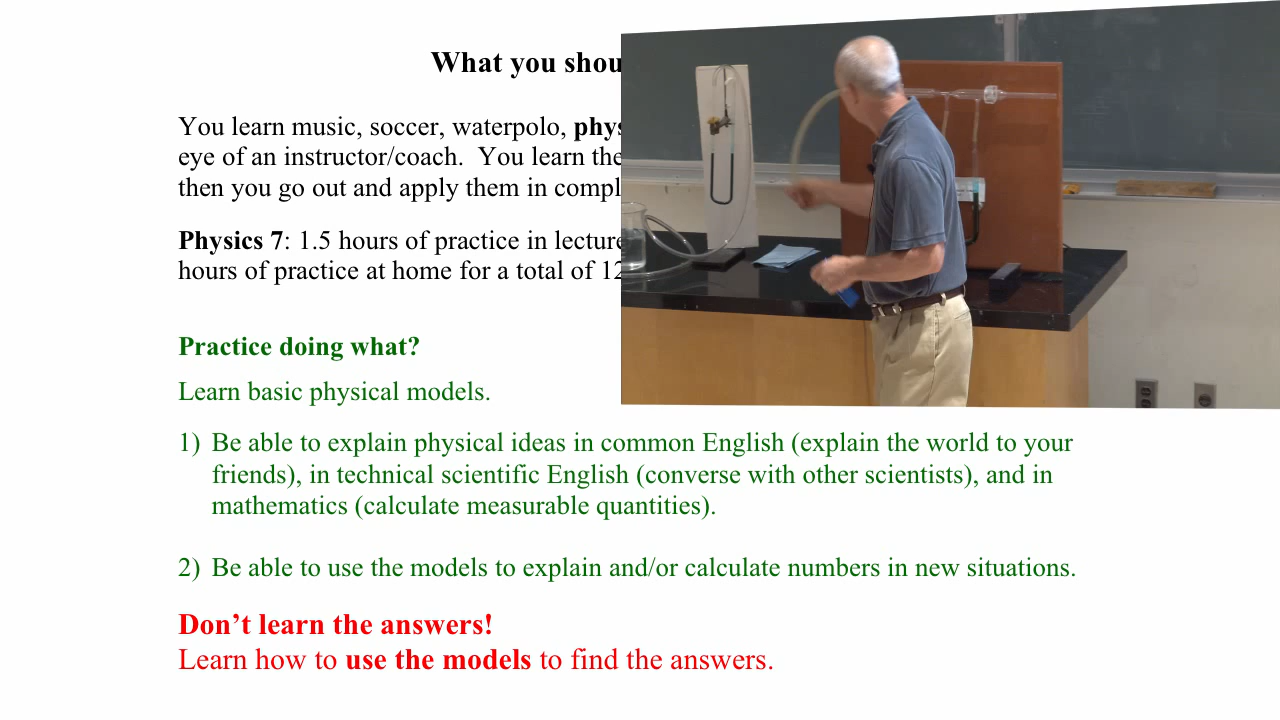 What you shou
You learn music, soccer, waterpolo, phys
eye of an instructor/coach. You learn the
then you go out and apply them in compl
Physics 7: 1.5 hours of practice in lecture
hours of practice at home for a total of 12
Practice doing what?
Learn basic physical models.
1) Be able to explain physical ideas in common English (explain the world to your
friends), in technical scientific English (converse with other scientists), and in
mathematics (calculate measurable quantities).
2) Be able to use the models to explain and/or calculate numbers in new situations.
Don’t learn the answers!
Learn how to use the models to find the answers.